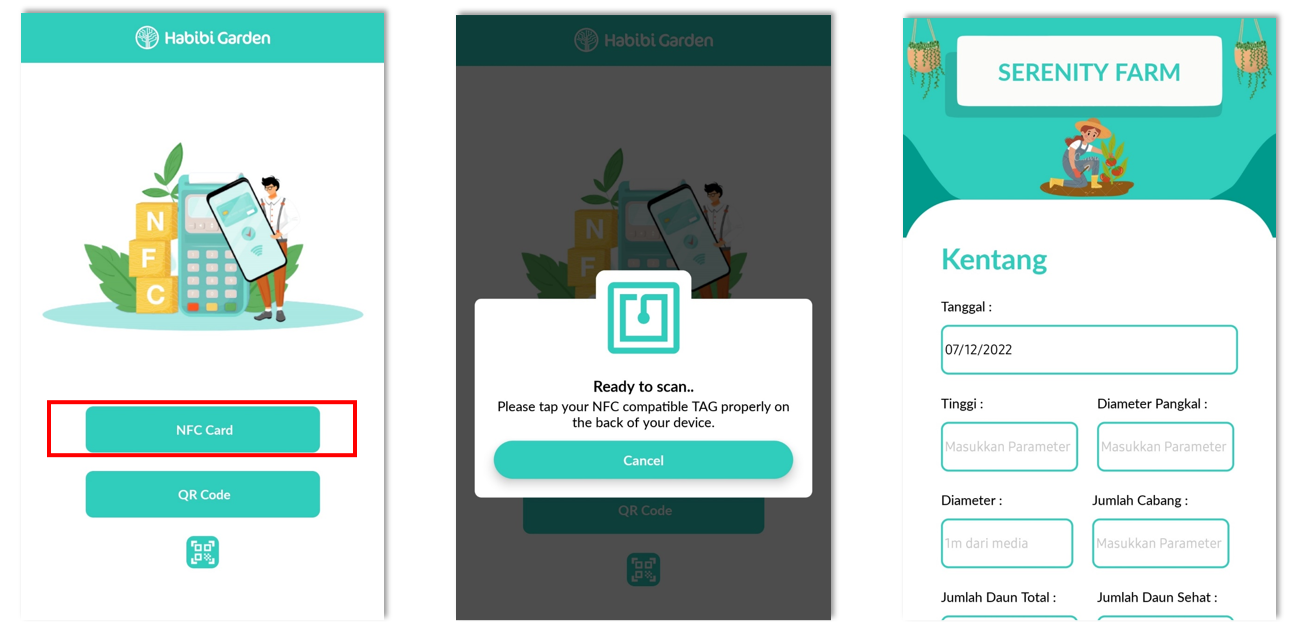 Habibi Garden
N
F
C
NFC Card
QR Code
Habibi Garden
N
F
Ready to scan..
Please tap your NFC compatible TAG properly on
the back of your device.
Cancel
QR Code
SERENITY FARM
Kentang
Tanggal :
07/12/2022
Tinggi :
Diameter Pangkal :
Masukkan Parameter
Masukkan Parameter
Diameter :
Jumlah Cabang :
1m dari media
Masukkan Parameter
Jumlah Daun Total :
Jumlah Daun Sehat :